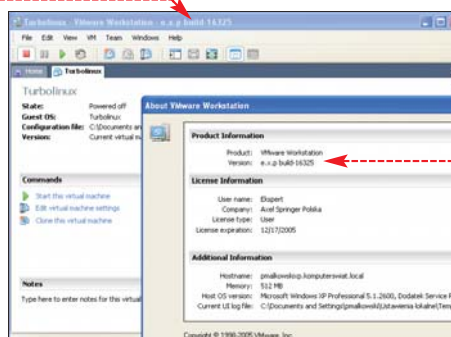 Turbolinux - VMware Workstation - e.x.p build-16325
File Edit View VM Team Windows Help
Home Turbolinux
Turbolinux
State: Powered off
Guest OS: Turbolinux
Configuration file: C:\Documents an
Version: Current virtual m
Commands
Start this virtual machine
Edit virtual machine settings
Clone this virtual machine
Notes
Type here to enter notes for this virtual
About VMware Workstation
Product Information
Product: VMware Workstation
Version: e.x.p build-16325
License Information
User name: Ekspert
Company: Axel Springer Polska
License type: User
License expiration: 12/17/2005
Additional Information
Hostname: pmalkowskip.komputerswiat.local
Memory: 512 MB
Host OS version: Microsoft Windows XP Professional 5.1.2600, Dodatek Service P
Current UI log file: C:\Documents and Settings\pmalkowski\Ustawienia lokalne\Temp
Copyright © 1998-2005 VMware, Inc.